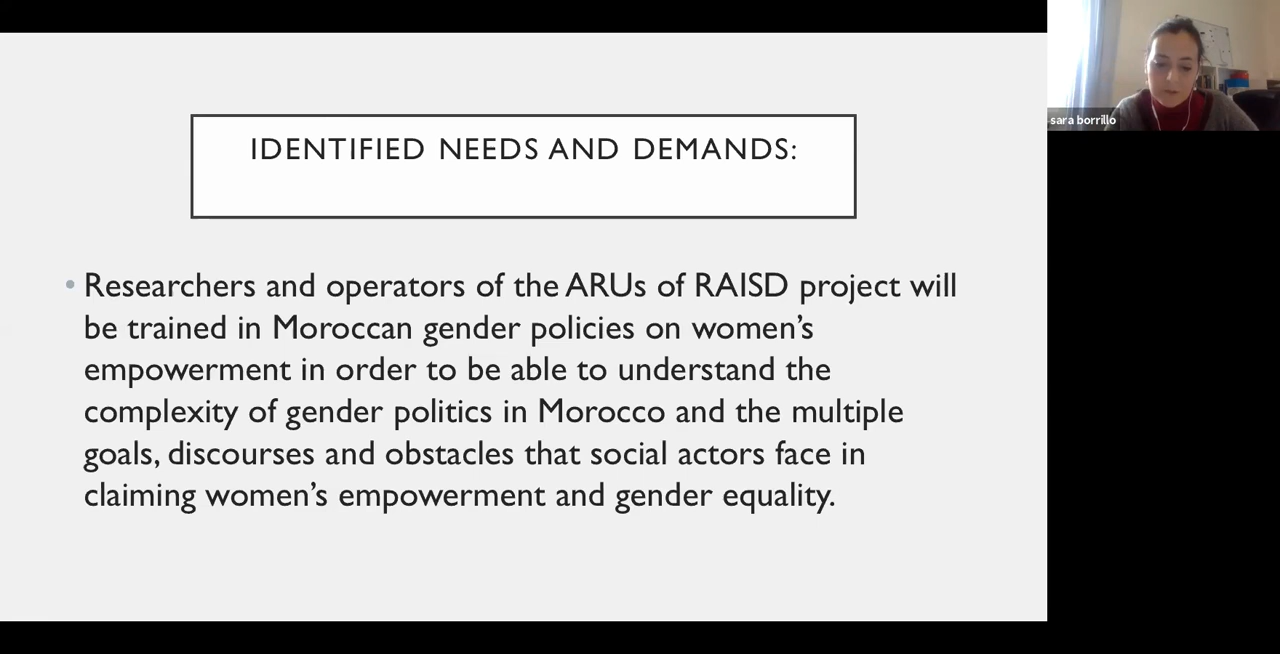 IDENTIFIED NEEDS AND DEMANDS:
• Researchers and operators of the ARUs of RAISD project will
be trained in Moroccan gender policies on women’s
empowerment in order to be able to understand the
complexity of gender politics in Morocco and the multiple
goals, discourses and obstacles that social actors face in
claiming women’s empowerment and gender equality.
sara borrillo